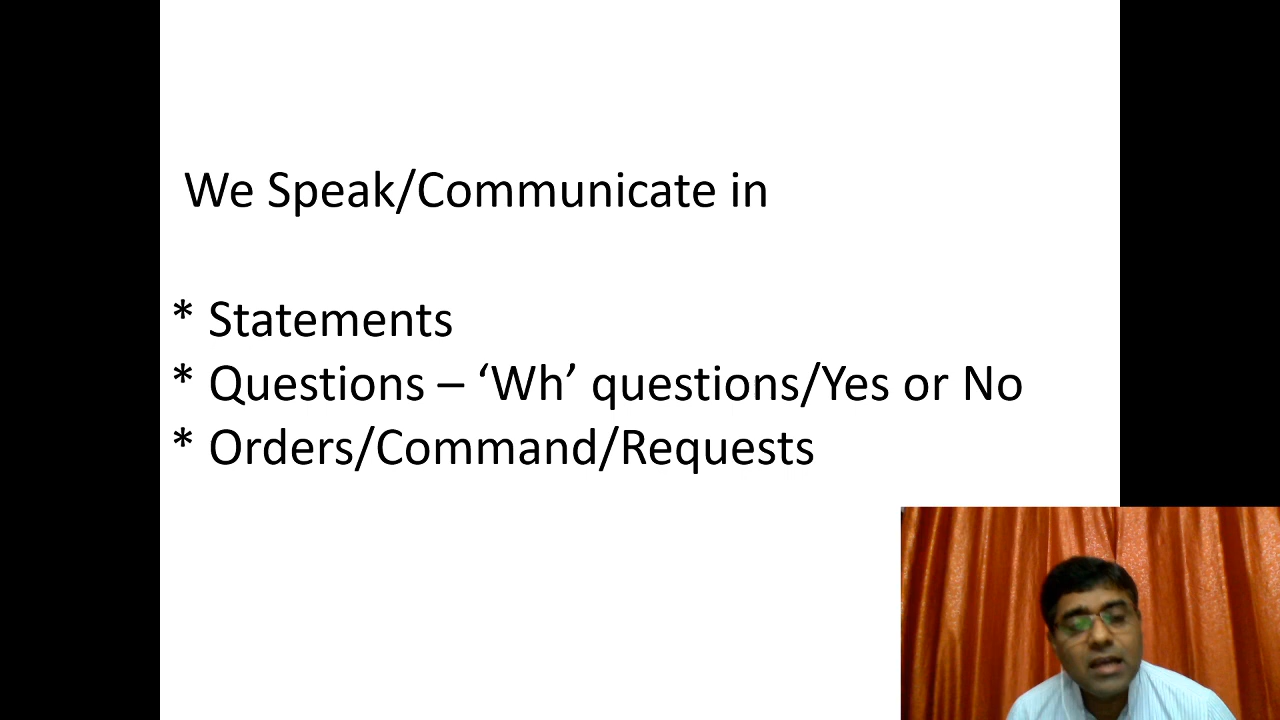 We Speak/Communicate in
* Statements
* Questions – ‘Wh’ questions/Yes or No
* Orders/Command/Requests